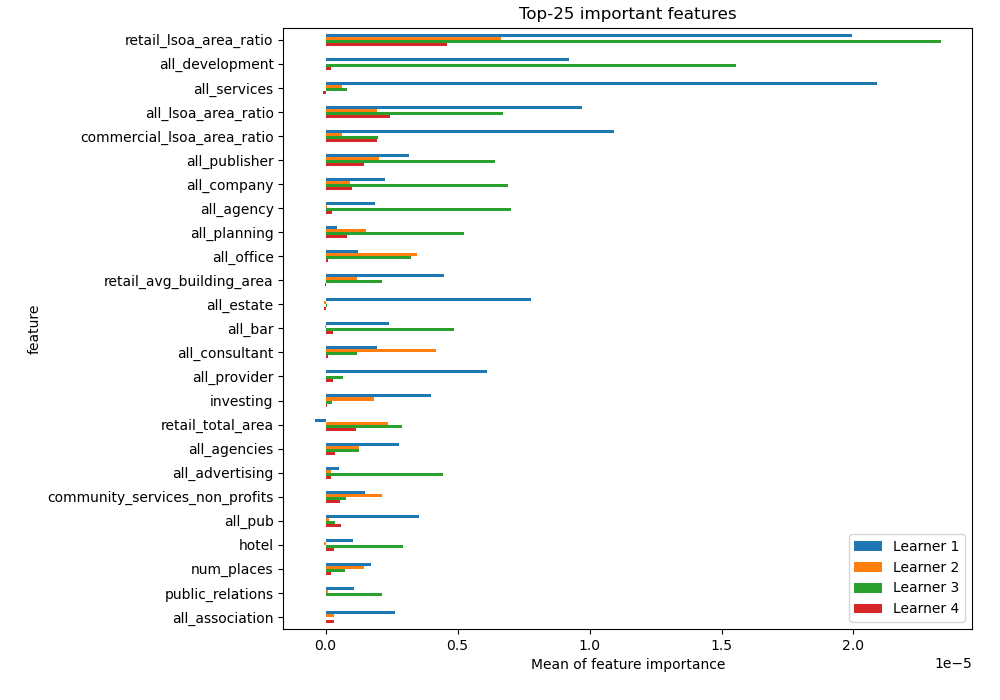 Top-25 important features
feature
retail_lsoa_area_ratio
all_development
all_services
all_lsoa_area_ratio
commercial_lsoa_area_ratio
all_publisher
all_company
all_agency
all_planning
all_office
retail_avg_building_area
all_estate
all_bar
all_consultant
all_provider
investing
retail_total_area
all_agencies
all_advertising
community_services_non_profits
all_pub
hotel
num_places
public_relations
all_association
Learner 1
Learner 2
Learner 3
Learner 4
0.0 0.5 1.0 1.5 2.0
Mean of feature importance
1e−5